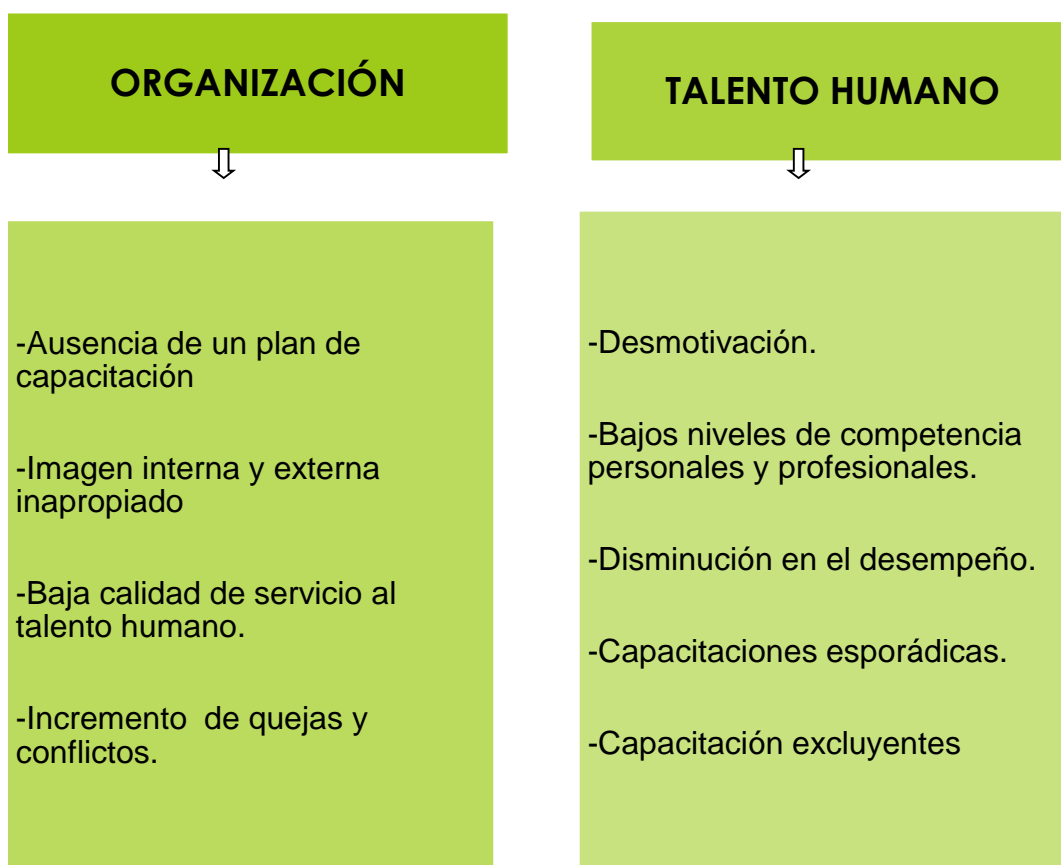 ORGANIZACIÓN
-Ausencia de un plan de
capacitación
-Imagen interna y externa
inapropiado
-Baja calidad de servicio al
talento humano.
-Incremento  de quejas y
conflictos.
TALENTO HUMANO
-Desmotivación.
-Bajos niveles de competencia
personales y profesionales.
-Disminución en el desempeño.
-Capacitaciones esporádicas.
-Capacitación excluyentes